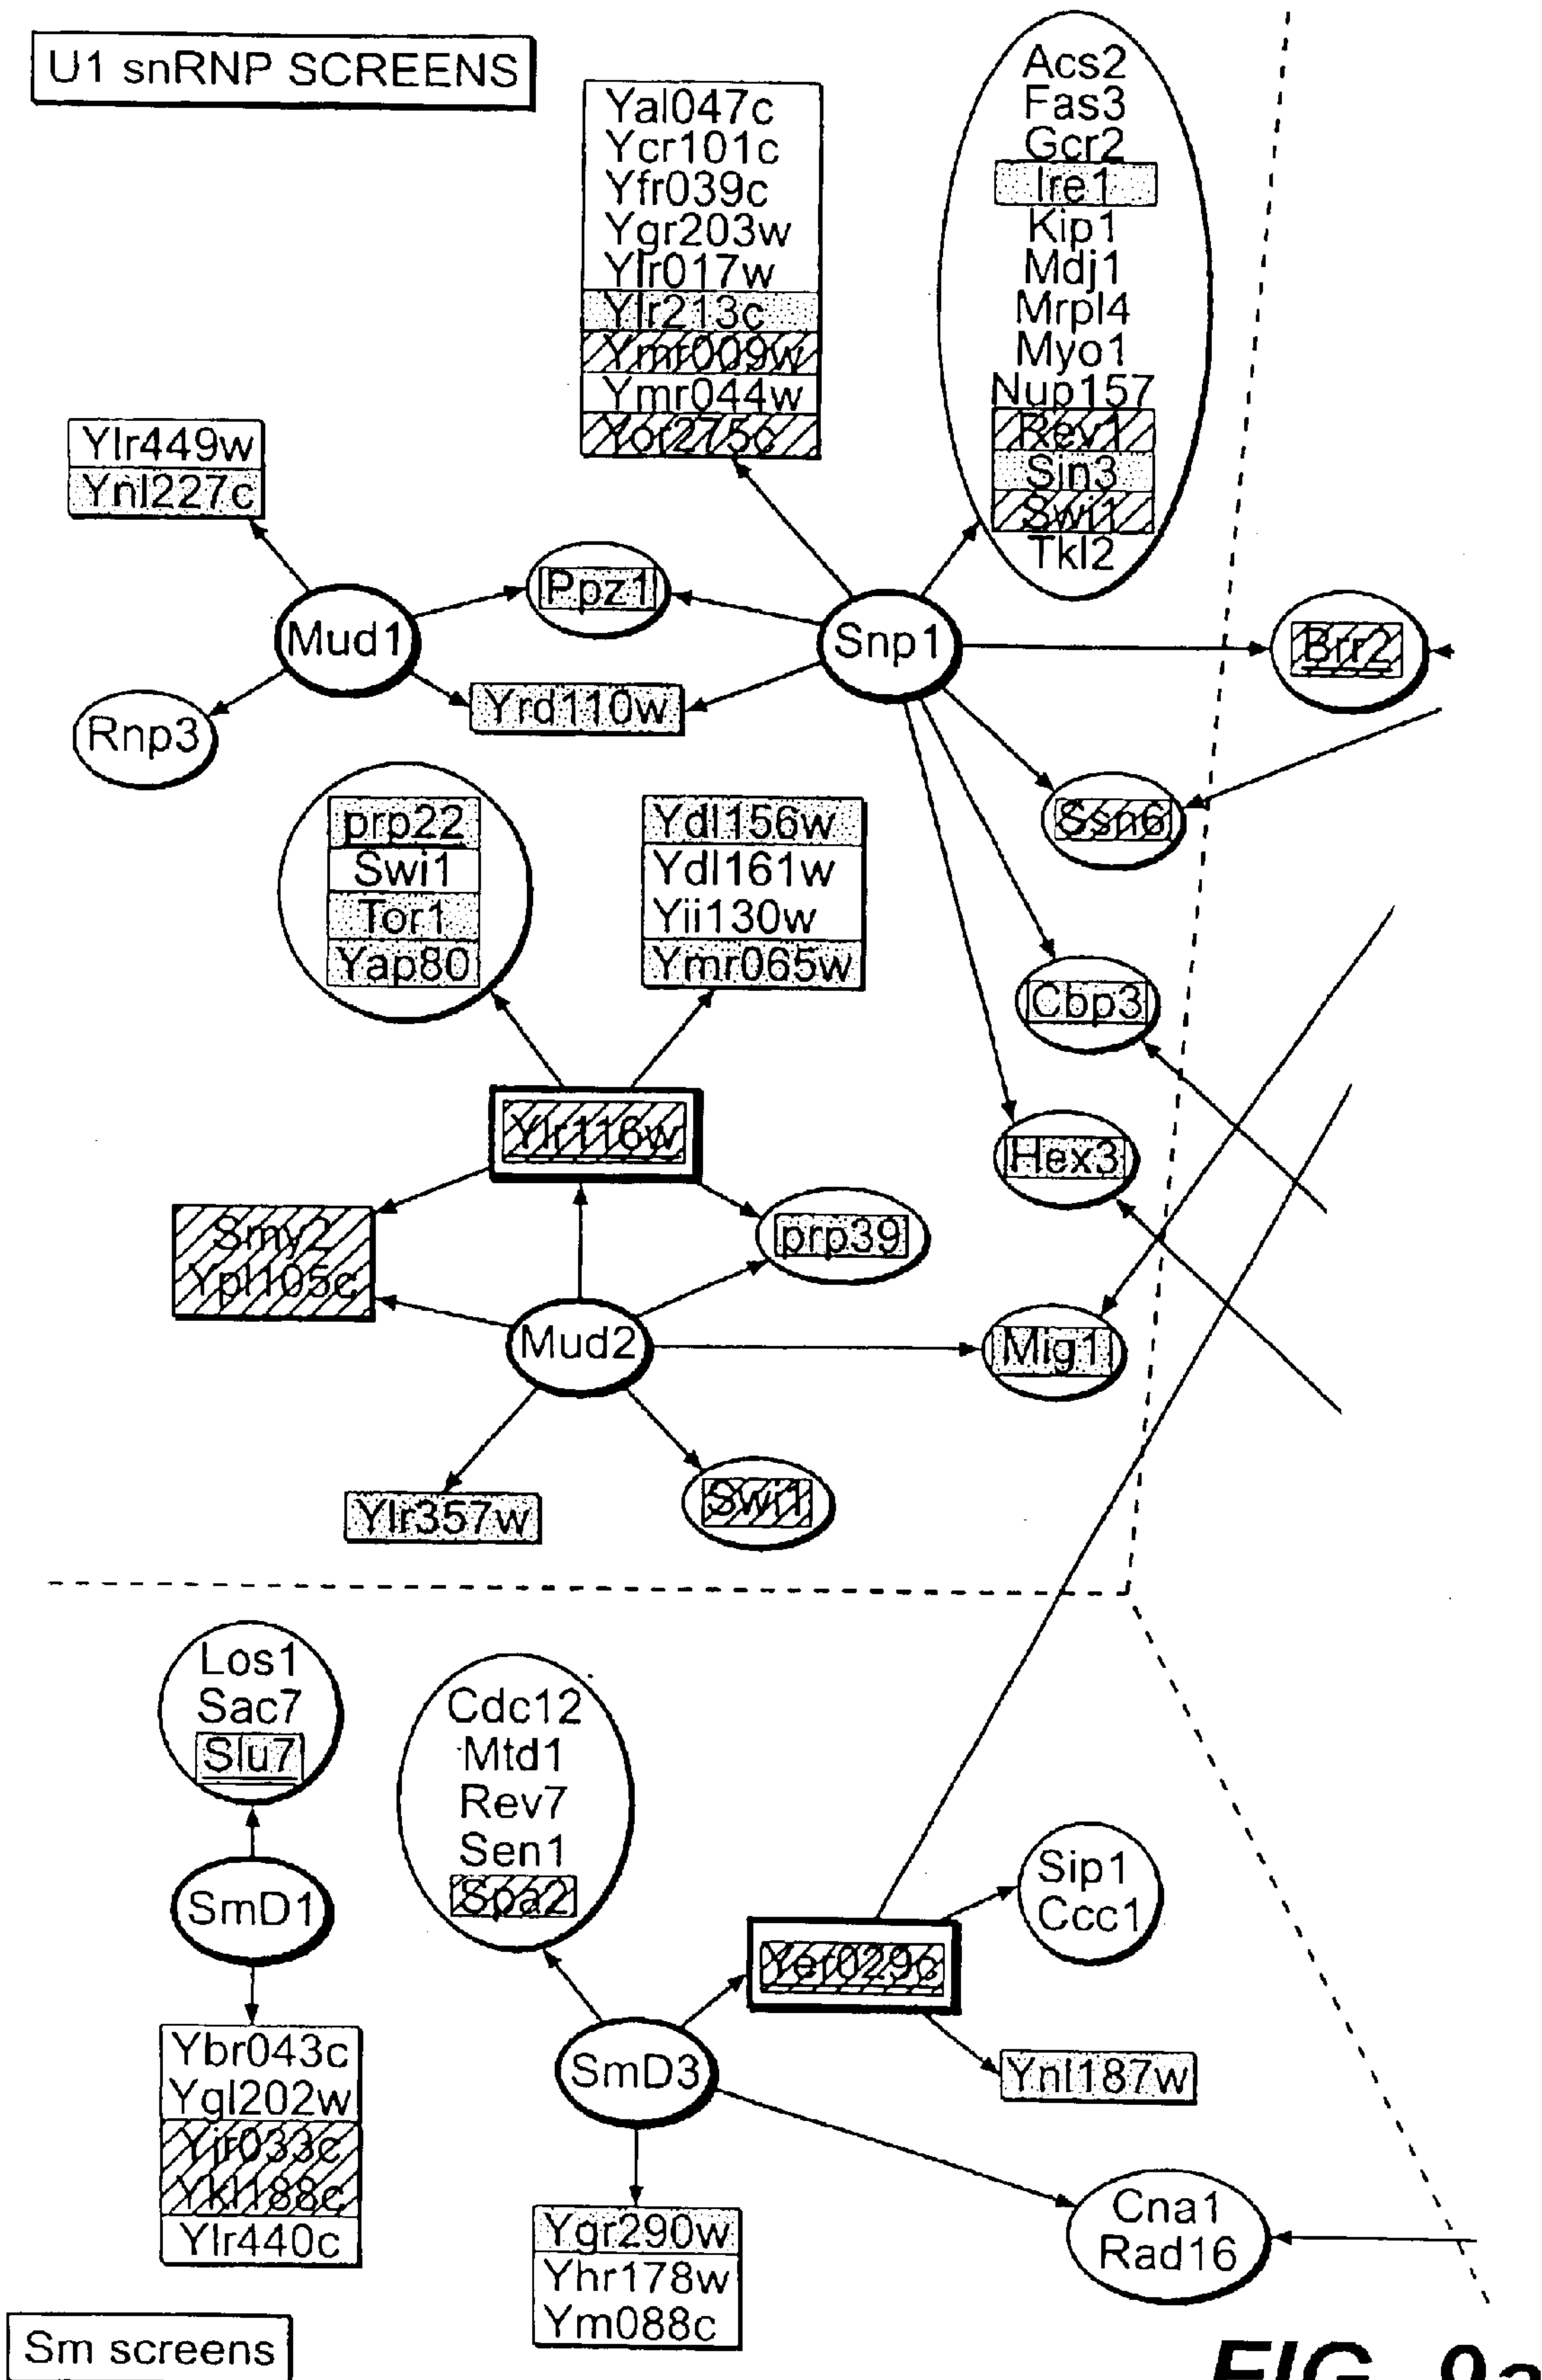 U1 snRNP SCREENS
Yal047c
Ycr101c
Yfr039c
Ygr203w
Ylr017w
Ylr213c
Ymr009w
Ymr044w
Yor275c
Acs2
Fas3
Gcr2
Ire1
Kip1
Mdj1
Mrpl4
Myo1
Nup157
Rev1
Sin3
Swi1
Tkl2
Ylr449w
Ynl227c
Ppz1
Mud1
Snp1
Brr2
Rnp3
Yrd110w
Ssn6
prp22
Swi1
Tor1
Yap80
Ydl156w
Ydl161w
Yii130w
Ymr065w
Cbp3
Ylr116w
Hex3
Smy2
Ypl105c
prp39
Mud2
Mig1
Ylr357w
Swi1
Los1
Sac7
Slu7
Cdc12
Mtd1
Rev7
Sen1
Spa2
SmD1
Sip1
Ccc1
Yer029c
Ybr043c
Ygl202w
Yjr033c
Ykl188c
Ylr440c
SmD3
Ynl187w
Ygr290w
Yhr178w
Ym088c
Cna1
Rad16
Sm screens
FIG. 9a